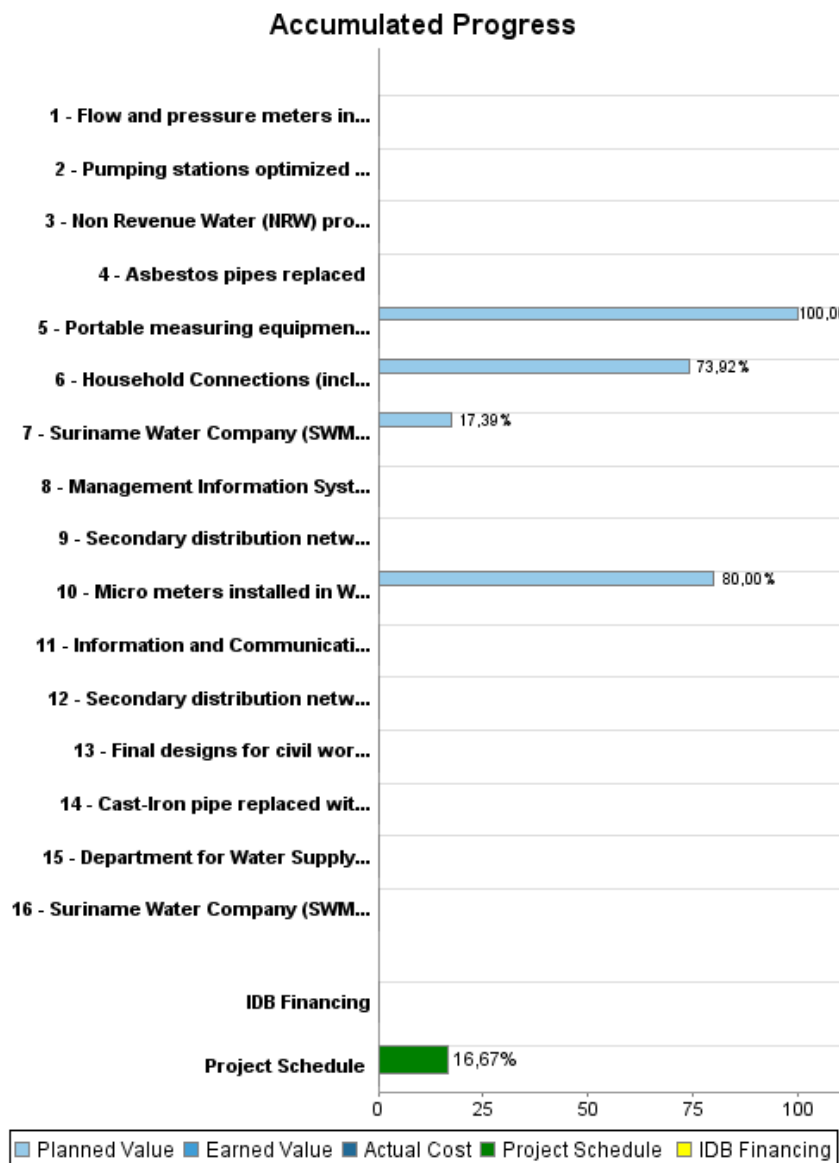 Accumulated Progress
1 - Flow and pressure meters in...
2 - Pumping stations optimized ...
3 - Non Revenue Water (NRW) pro...
4 - Asbestos pipes replaced
5 - Portable measuring equipmen...
100,0
6 - Household Connections (incl...
73,92%
7 - Suriname Water Company (SWM...
17,39%
8 - Management Information Syst...
9 - Secondary distribution netw...
10 - Micro meters installed in W...
80,00%
11 - Information and Communicati...
12 - Secondary distribution netw...
13 - Final designs for civil wor...
14 - Cast-Iron pipe replaced wit...
15 - Department for Water Supply...
16 - Suriname Water Company (SWM...
IDB Financing
Project Schedule
16,67%
0 25 50 75 100
Planned Value Earned Value Actual Cost Project Schedule IDB Financing